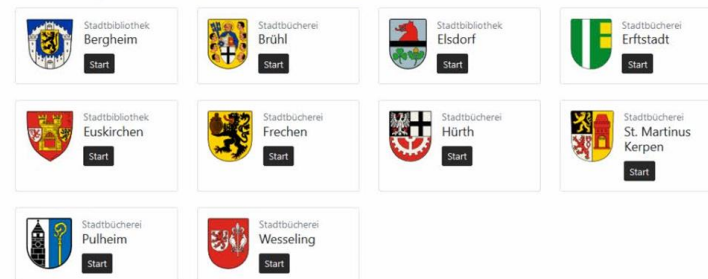 Stadtbibliothek
Bergheim
Start
Stadtbücherei
Brühl
Start
Stadtbibliothek
Elsdorf
Start
Stadtbücherei
Erftstadt
Start
Stadtbibliothek
Euskirchen
Start
Stadtbücherei
Frechen
Start
Stadtbücherei
Hürth
Start
Stadtbücherei
St. Martinus
Kerpen
Start
Stadtbücherei
Pulheim
Start
Stadtbücherei
Wesseling
Start